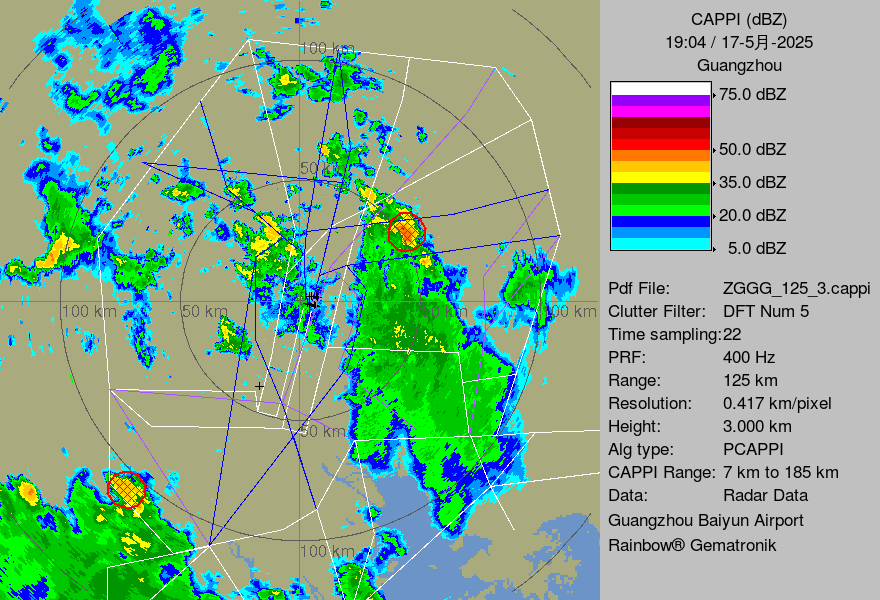 CAPPI (dBZ)
19:04 / 17-5月-2025
Guangzhou
75.0 dBZ
50.0 dBZ
35.0 dBZ
20.0 dBZ
5.0 dBZ
Pdf File: ZGGG_125_3.cappi
Clutter Filter: DFT Num 5
Time sampling:22
PRF: 400 Hz
Range: 125 km
Resolution: 0.417 km/pixel
Height: 3.000 km
Alg type: PCAPPI
CAPPI Range: 7 km to 185 km
Data: Radar Data
Guangzhou Baiyun Airport
Rainbow® Gematronik
100 km
50 km
100 km
50 km
50 km
100 km
50 km
100 km